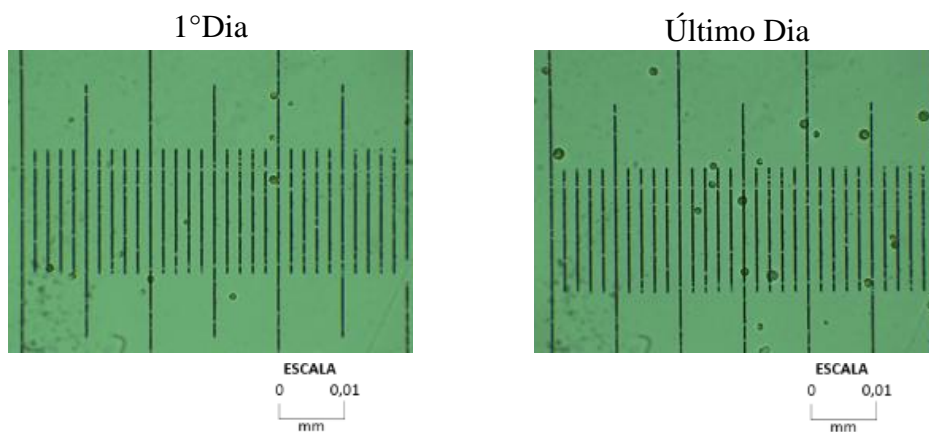 1°Dia
Último Dia
ESCALA
0 0,01
mm
ESCALA
0 0,01
mm